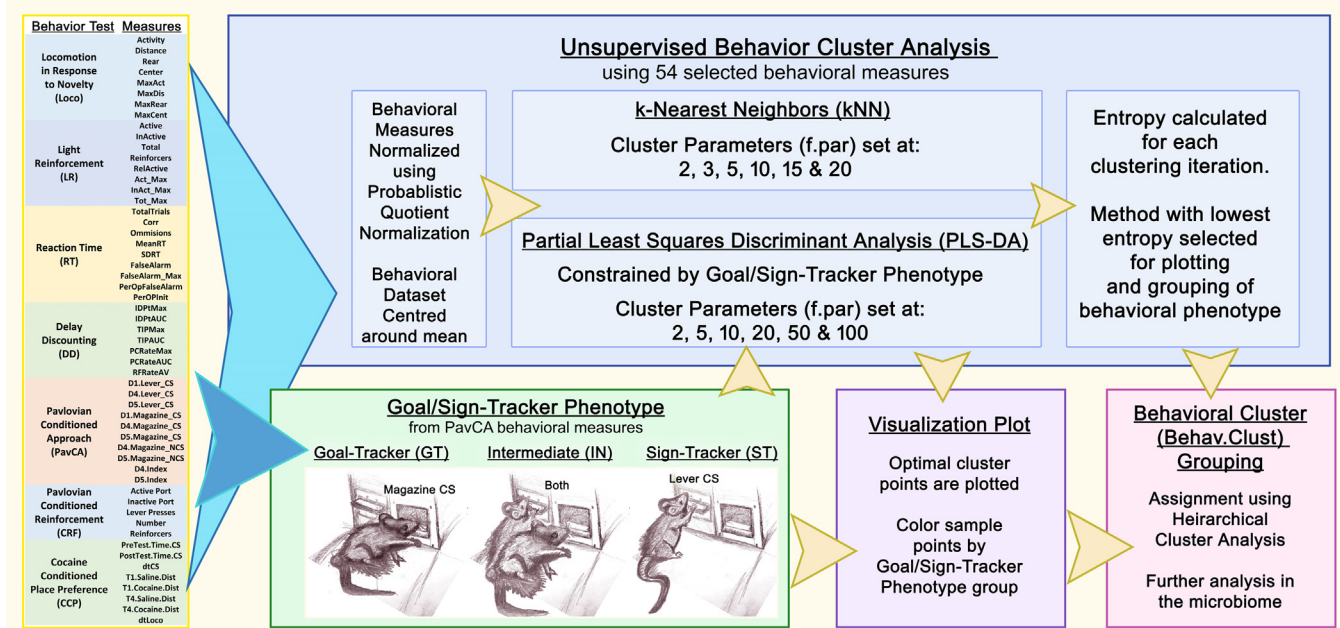 Behavior Test Measures
Locomotion
in Response
to Novelty
(Loco)
Activity
Distance
Rear
Center
MaxAct
MaxDis
MaxRear
MaxCent
Light
Reinforcement
(LR)
Active
InActive
Total
Reinforcers
RelActive
Act_Max
InAct_Max
Tot_Max
Reaction Time
(RT)
TotalTrials
Corr
Ommisions
MeanRT
SDRT
FalseAlarm
FalseAlarm_Max
PerOpFalseAlarm
PerOPInit
Delay
Discounting
(DD)
IDPtMax
IDPtAUC
TIPMax
TIPAUC
PCRateMax
PCRateAUC
RFRateAV
Pavlovian
Conditioned
Approach
(PavCA)
D1.Lever_CS
D4.Lever_CS
D5.Lever_CS
D1.Magazine_CS
D4.Magazine_CS
D5.Magazine_CS
D4.Magazine_NCS
D5.Magazine_NCS
D4.Index
D5.Index
Pavlovian
Conditioned
Reinforcement
(CRF)
Active Port
Inactive Port
Lever Presses
Number
Reinforcers
Cocaine
Conditioned
Place Preference
(CCP)
PreTest.Time.CS
PostTest.Time.CS
dtCS
T1.Saline.Dist
T1.Cocaine.Dist
T4.Saline.Dist
T4.Cocaine.Dist
dtLoco
Unsupervised Behavior Cluster Analysis
using 54 selected behavioral measures
Behavioral
Measures
Normalized
using
Probablistic
Quotient
Normalization
Behavioral
Dataset
Centred
around mean
k-Nearest Neighbors (kNN)
Cluster Parameters (f.par) set at:
2, 3, 5, 10, 15 & 20
Partial Least Squares Discriminant Analysis (PLS-DA)
Constrained by Goal/Sign-Tracker Phenotype
Cluster Parameters (f.par) set at:
2, 5, 10, 20, 50 & 100
Entropy calculated
for each
clustering iteration.
Method with lowest
entropy selected
for plotting
and grouping of
behavioral phenotype
Goal/Sign-Tracker Phenotype
from PavCA behavioral measures
Goal-Tracker (GT) Intermediate (IN) Sign-Tracker (ST)
Magazine CS
Both
Lever CS
Visualization Plot
Optimal cluster
points are plotted
Color sample
points by
Goal/Sign-Tracker
Phenotype group
Behavioral Cluster
(Behav.Clust)
Grouping
Assignment using
Heirarchical
Cluster Analysis
Further analysis in
the microbiome